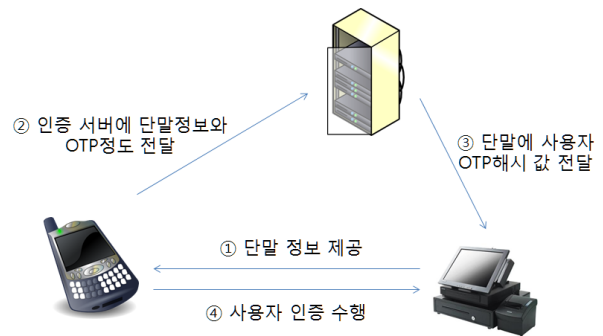 ② 인증 서버에 단말정보와
OTP정도 전달
③ 단말에 사용자
OTP해시 값 전달
① 단말 정보 제공
④ 사용자 인증 수행